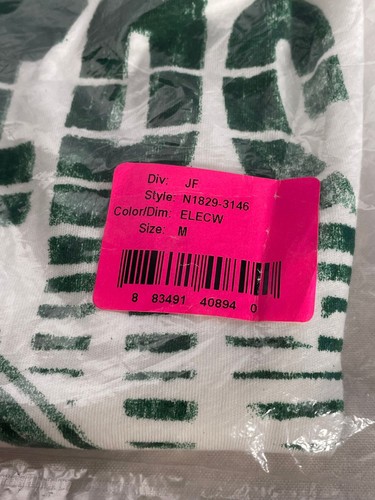 Div: JF
Style: N1829-3146
Color/Dim: ELECW
Size: M
8 83491 40894 0